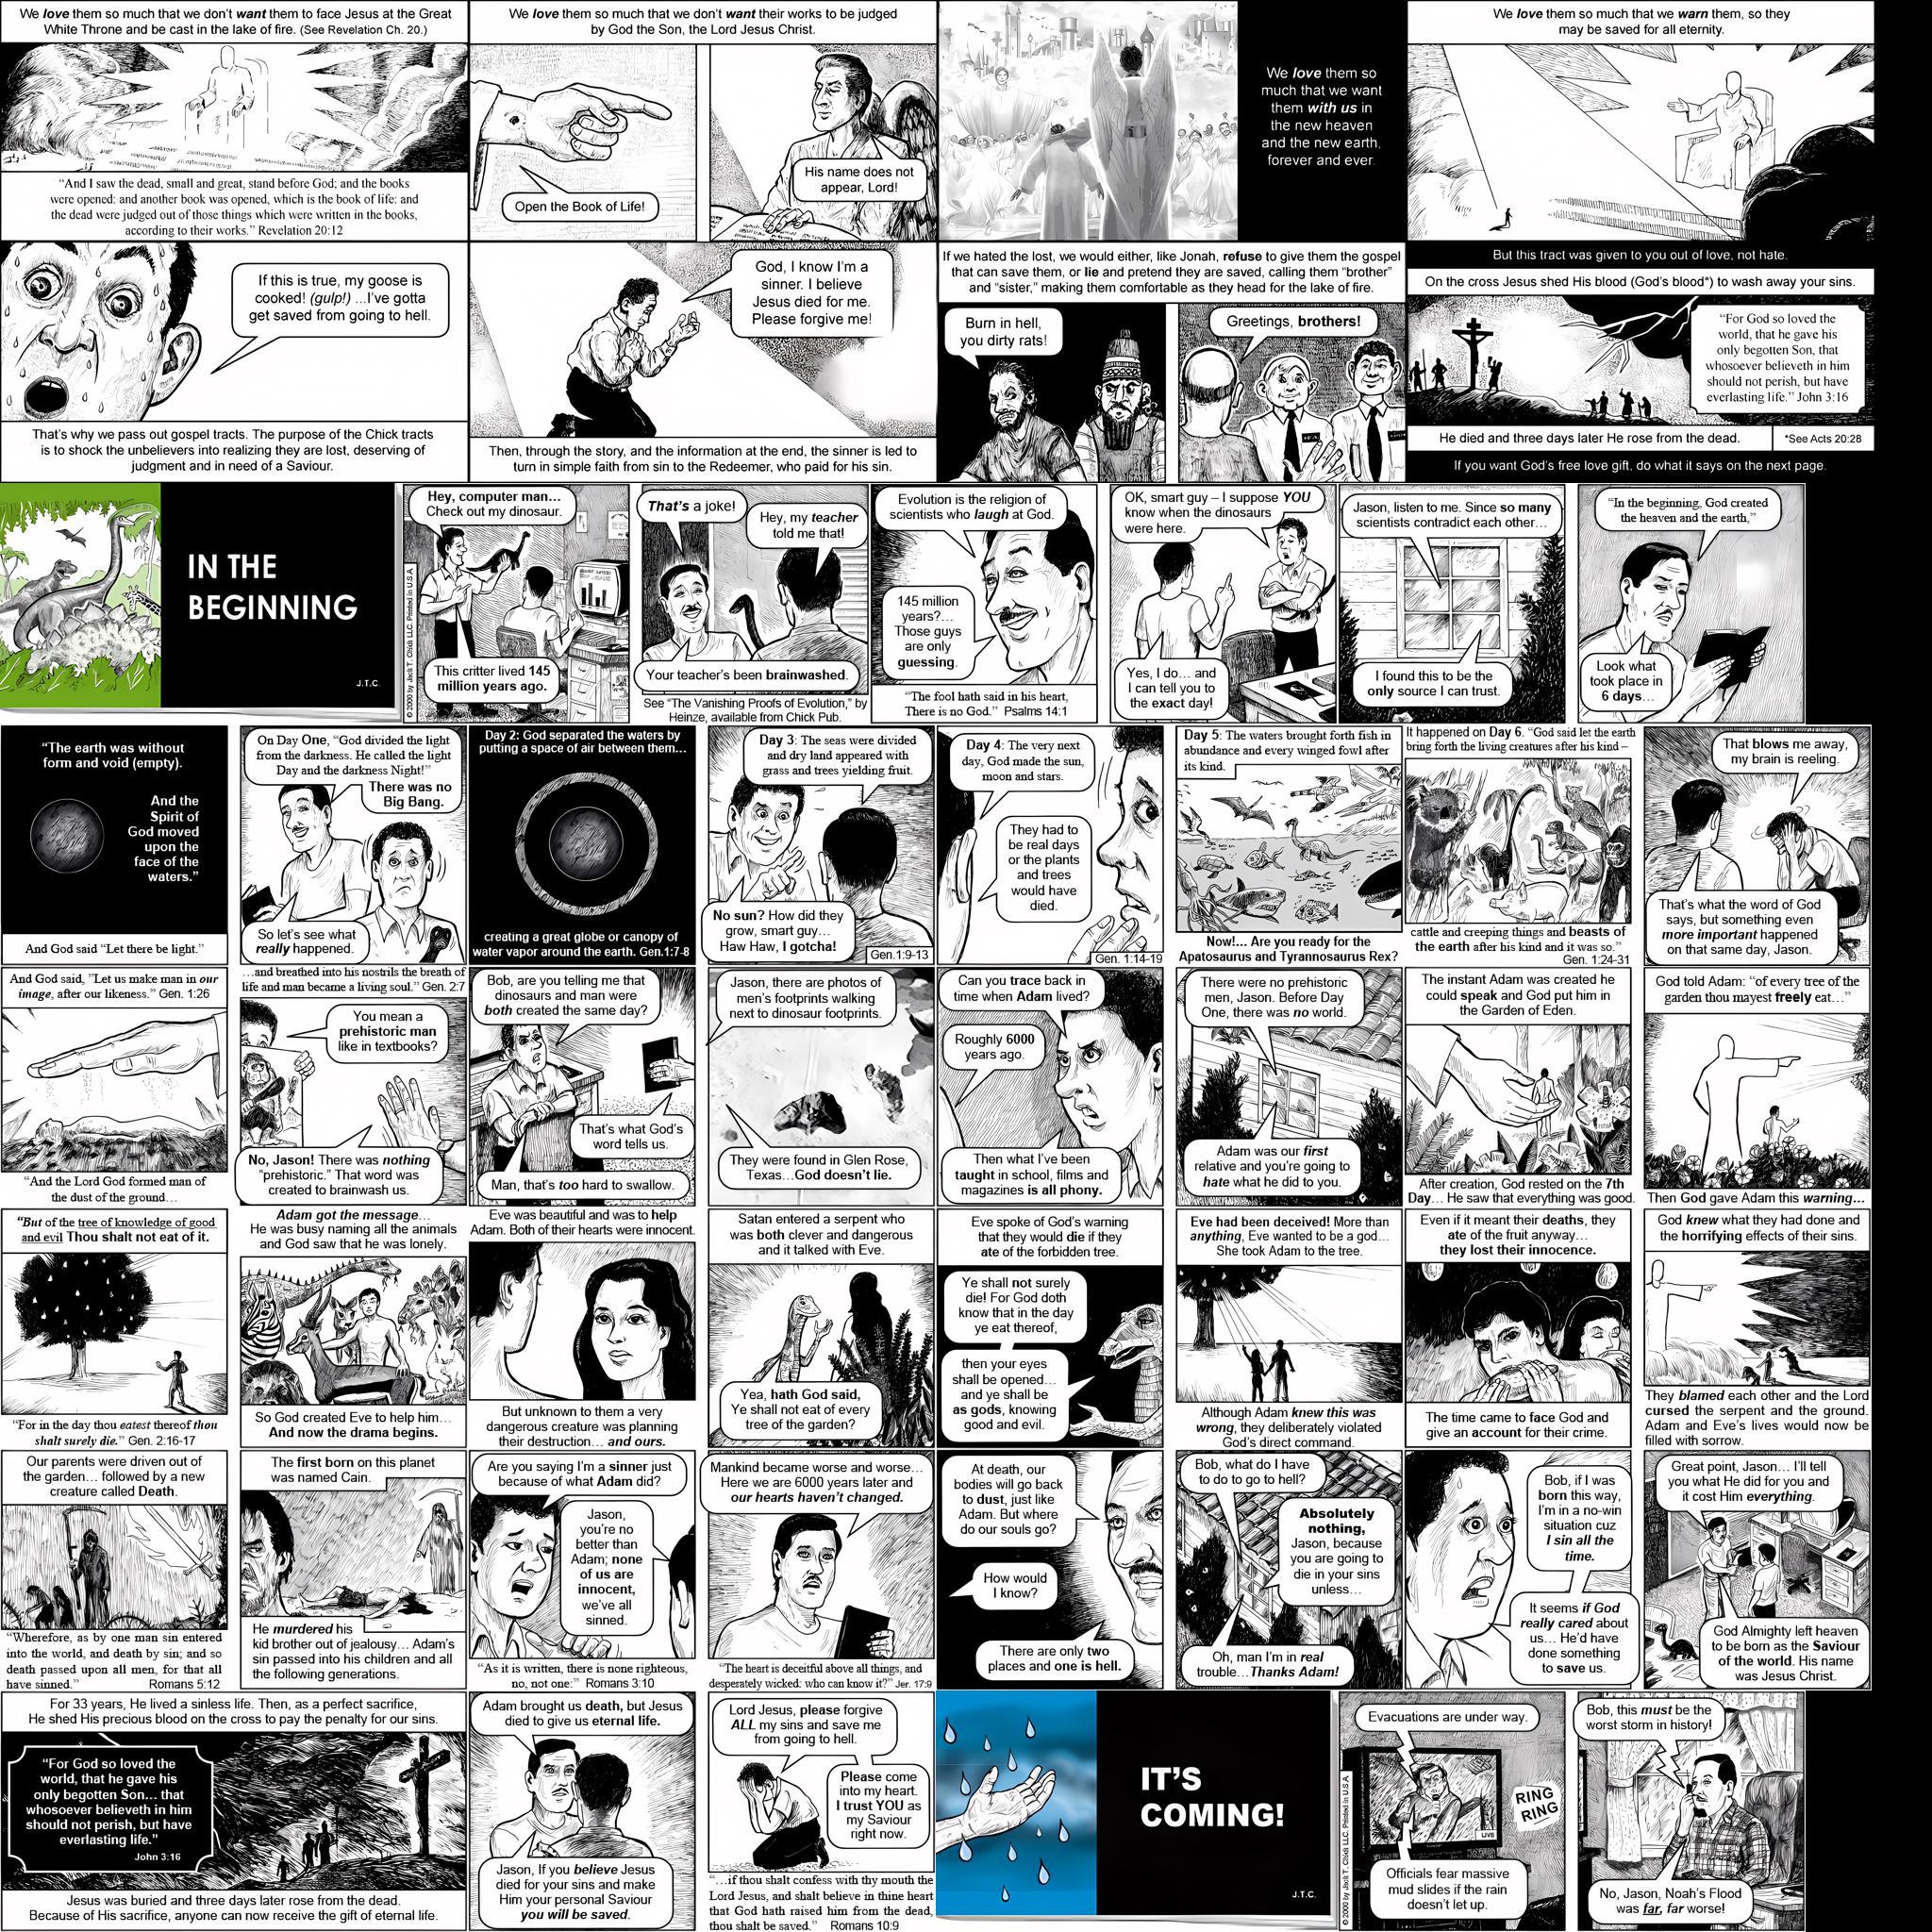 We love them so much that we don't want them to face Jesus at the Great
White Throne and be cast in the lake of fire. (See Revelation Ch. 20.)
"And I saw the dead, small and great, stand before God; and the books
were opened: and another book was opened, which is the book of life: and
the dead were judged out of those things which were written in the books,
according to their works." Revelation 20:12
We love them so much that we don't want their works to be judged
by God the Son, the Lord Jesus Christ.
Open the Book of Life!
His name does not
appear, Lord!
We love them so
much that we want
them with us in
the new heaven
and the new earth,
forever and ever.
We love them so much that we warn them, so they
may be saved for all eternity.
But this tract was given to you out of love, not hate.
If this is true, my goose is
cooked! (gulp!) ...I've gotta
get saved from going to hell.
That's why we pass out gospel tracts. The purpose of the Chick tracts
is to shock the unbelievers into realizing they are lost, deserving of
judgment and in need of a Saviour.
God, I know I'm a
sinner. I believe
Jesus died for me.
Please forgive me!
Then, through the story, and the information at the end, the sinner is led to
turn in simple faith from sin to the Redeemer, who paid for his sin.
If we hated the lost, we would either, like Jonah, refuse to give them the gospel
that can save them, or lie and pretend they are saved, calling them "brother"
and "sister," making them comfortable as they head for the lake of fire.
Burn in hell,
you dirty rats!
Greetings, brothers!
On the cross Jesus shed His blood (God's blood*) to wash away your sins.
"For God so loved the
world, that he gave his
only begotten Son, that
whosoever believeth in him
should not perish, but have
everlasting life." John 3:16
He died and three days later He rose from the dead.
*See Acts 20:28
If you want God's free love gift, do what it says on the next page.
IN THE
BEGINNING
J.T.C.
Hey, computer man...
Check out my dinosaur.
This critter lived 145
million years ago.
© 2000 by Jack T. Chick LLC. Printed in U.S.A.
That's a joke!
Hey, my teacher
told me that!
Your teacher's been brainwashed.
See "The Vanishing Proofs of Evolution," by
Heinze, available from Chick Pub.
Evolution is the religion of
scientists who laugh at God.
145 million
years?...
Those guys
are only
guessing.
"The fool hath said in his heart,
There is no God." Psalms 14:1
OK, smart guy – I suppose YOU
know when the dinosaurs
were here.
Yes, I do... and
I can tell you to
the exact day!
Jason, listen to me. Since so many
scientists contradict each other...
I found this to be the
only source I can trust.
"In the beginning, God created
the heaven and the earth,"
Look what
took place in
6 days...
"The earth was without
form and void (empty).
And the
Spirit of
God moved
upon the
face of the
waters."
And God said "Let there be light."
On Day One, "God divided the light
from the darkness. He called the light
Day and the darkness Night!"
There was no
Big Bang.
So let's see what
really happened.
Day 2: God separated the waters by
putting a space of air between them...
creating a great globe or canopy of
water vapor around the earth. Gen.1:7-8
Day 3: The seas were divided
and dry land appeared with
grass and trees yielding fruit.
No sun? How did they
grow, smart guy...
Haw Haw, I gotcha!
Gen.1:9-13
Day 4: The very next
day, God made the sun,
moon and stars.
They had to
be real days
or the plants
and trees
would have
died.
Gen. 1:14-19
Day 5: The waters brought forth fish in
abundance and every winged fowl after
its kind.
Now!... Are you ready for the
Apatosaurus and Tyrannosaurus Rex?
It happened on Day 6. "God said let the earth
bring forth the living creatures after his kind –
cattle and creeping things and beasts of
the earth after his kind and it was so."
Gen. 1:24-31
That blows me away,
my brain is reeling.
That's what the word of God
says, but something even
more important happened
on that same day, Jason.
And God said, "Let us make man in our
image, after our likeness." Gen. 1:26
"And the Lord God formed man of
the dust of the ground...
...and breathed into his nostrils the breath of
life and man became a living soul." Gen. 2:7
You mean a
prehistoric man
like in textbooks?
No, Jason! There was nothing
"prehistoric." That word was
created to brainwash us.
Bob, are you telling me that
dinosaurs and man were
both created the same day?
That's what God's
word tells us.
Man, that's too hard to swallow.
Jason, there are photos of
men's footprints walking
next to dinosaur footprints.
They were found in Glen Rose,
Texas...God doesn't lie.
Can you trace back in
time when Adam lived?
Roughly 6000
years ago.
Then what I've been
taught in school, films and
magazines is all phony.
There were no prehistoric
men, Jason. Before Day
One, there was no world.
Adam was our first
relative and you're going to
hate what he did to you.
The instant Adam was created he
could speak and God put him in
the Garden of Eden.
After creation, God rested on the 7th
Day... He saw that everything was good.
God told Adam: "of every tree of the
garden thou mayest freely eat..."
Then God gave Adam this warning...
"But of the tree of knowledge of good
and evil Thou shalt not eat of it.
"For in the day thou eatest thereof thou
shalt surely die." Gen. 2:16-17
Adam got the message...
He was busy naming all the animals
and God saw that he was lonely.
So God created Eve to help him...
And now the drama begins.
Eve was beautiful and was to help
Adam. Both of their hearts were innocent.
But unknown to them a very
dangerous creature was planning
their destruction... and ours.
Satan entered a serpent who
was both clever and dangerous
and it talked with Eve.
Yea, hath God said,
Ye shall not eat of every
tree of the garden?
Eve spoke of God's warning
that they would die if they
ate of the forbidden tree.
Ye shall not surely
die! For God doth
know that in the day
ye eat thereof,
then your eyes
shall be opened...
and ye shall be
as gods, knowing
good and evil.
Eve had been deceived! More than
anything, Eve wanted to be a god...
She took Adam to the tree.
Although Adam knew this was
wrong, they deliberately violated
God's direct command.
Even if it meant their deaths, they
ate of the fruit anyway...
they lost their innocence.
The time came to face God and
give an account for their crime.
God knew what they had done and
the horrifying effects of their sins.
They blamed each other and the Lord
cursed the serpent and the ground.
Adam and Eve's lives would now be
filled with sorrow.
Our parents were driven out of
the garden... followed by a new
creature called Death.
"Wherefore, as by one man sin entered
into the world, and death by sin; and so
death passed upon all men, for that all
have sinned." Romans 5:12
The first born on this planet
was named Cain.
He murdered his
kid brother out of jealousy... Adam's
sin passed into his children and all
the following generations.
Are you saying I'm a sinner just
because of what Adam did?
Jason,
you're no
better than
Adam; none
of us are
innocent,
we've all
sinned.
"As it is written, there is none righteous,
no, not one:" Romans 3:10
Mankind became worse and worse...
Here we are 6000 years later and
our hearts haven't changed.
"The heart is deceitful above all things, and
desperately wicked: who can know it?" Jer. 17:9
At death, our
bodies will go back
to dust, just like
Adam. But where
do our souls go?
How would
I know?
There are only two
places and one is hell.
Bob, what do I have
to do to go to hell?
Absolutely
nothing,
Jason, because
you are going to
die in your sins
unless...
Oh, man I'm in real
trouble...Thanks Adam!
Bob, if I was
born this way,
I'm in a no-win
situation cuz
I sin all the
time.
It seems if God
really cared about
us... He'd have
done something
to save us.
Great point, Jason... I'll tell
you what He did for you and
it cost Him everything.
God Almighty left heaven
to be born as the Saviour
of the world. His name
was Jesus Christ.
For 33 years, He lived a sinless life. Then, as a perfect sacrifice,
He shed His precious blood on the cross to pay the penalty for our sins.
"For God so loved the
world, that he gave his
only begotten Son... that
whosoever believeth in him
should not perish, but have
everlasting life."
John 3:16
Jesus was buried and three days later rose from the dead.
Because of His sacrifice, anyone can now receive the gift of eternal life.
Adam brought us death, but Jesus
died to give us eternal life.
Jason, If you believe Jesus
died for your sins and make
Him your personal Saviour
you will be saved.
Lord Jesus, please forgive
ALL my sins and save me
from going to hell.
Please come
into my heart.
I trust YOU as
my Saviour
right now.
"...if thou shalt confess with thy mouth the
Lord Jesus, and shalt believe in thine heart
that God hath raised him from the dead,
thou shalt be saved." Romans 10:9
IT'S
COMING!
J.T.C.
Evacuations are under way.
RING
RING
LIVE
Officials fear massive
mud slides if the rain
doesn't let up.
© 2000 by Jack T. Chick LLC. Printed in U.S.A.
Bob, this must be the
worst storm in history!
No, Jason, Noah's Flood
was far, far worse!